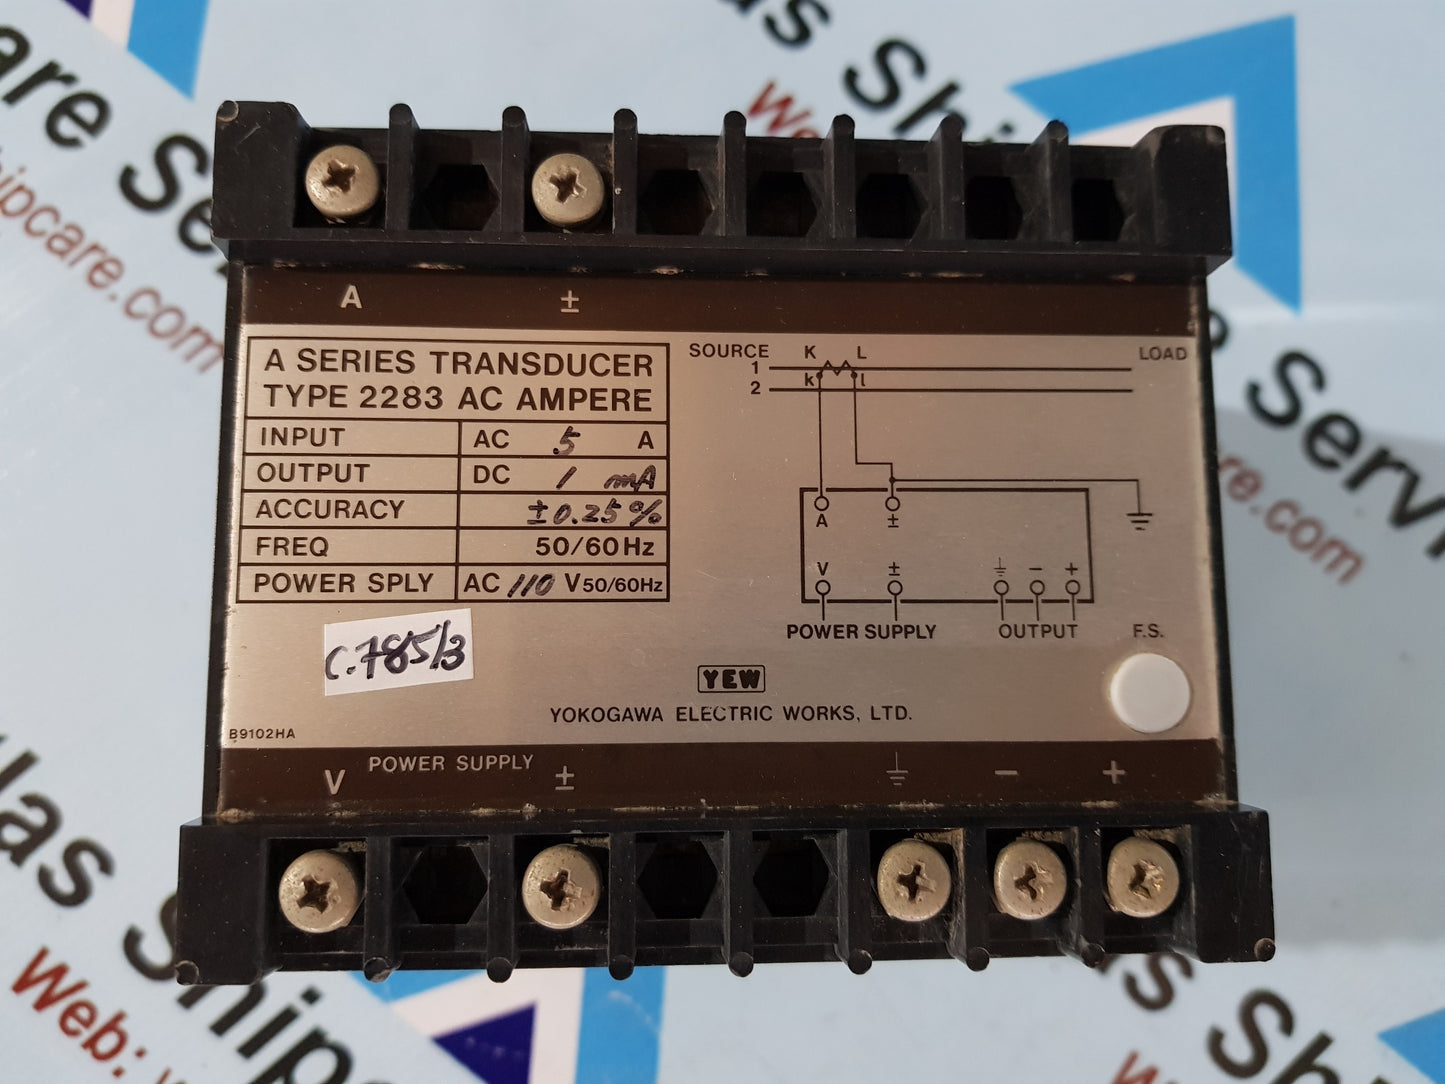 A ±
A SERIES TRANSDUCER
TYPE 2283 AC AMPERE
INPUT AC 5 A
OUTPUT DC 1 mA
ACCURACY ±0.25%
FREQ 50/60Hz
POWER SPLY AC 110 V 50/60Hz
SOURCE K L LOAD
1
k l
2
A ±
V ± − +
POWER SUPPLY OUTPUT F.S.
C.785/3
YEW
YOKOGAWA ELECTRIC WORKS, LTD.
B9102HA
V POWER SUPPLY ± − +